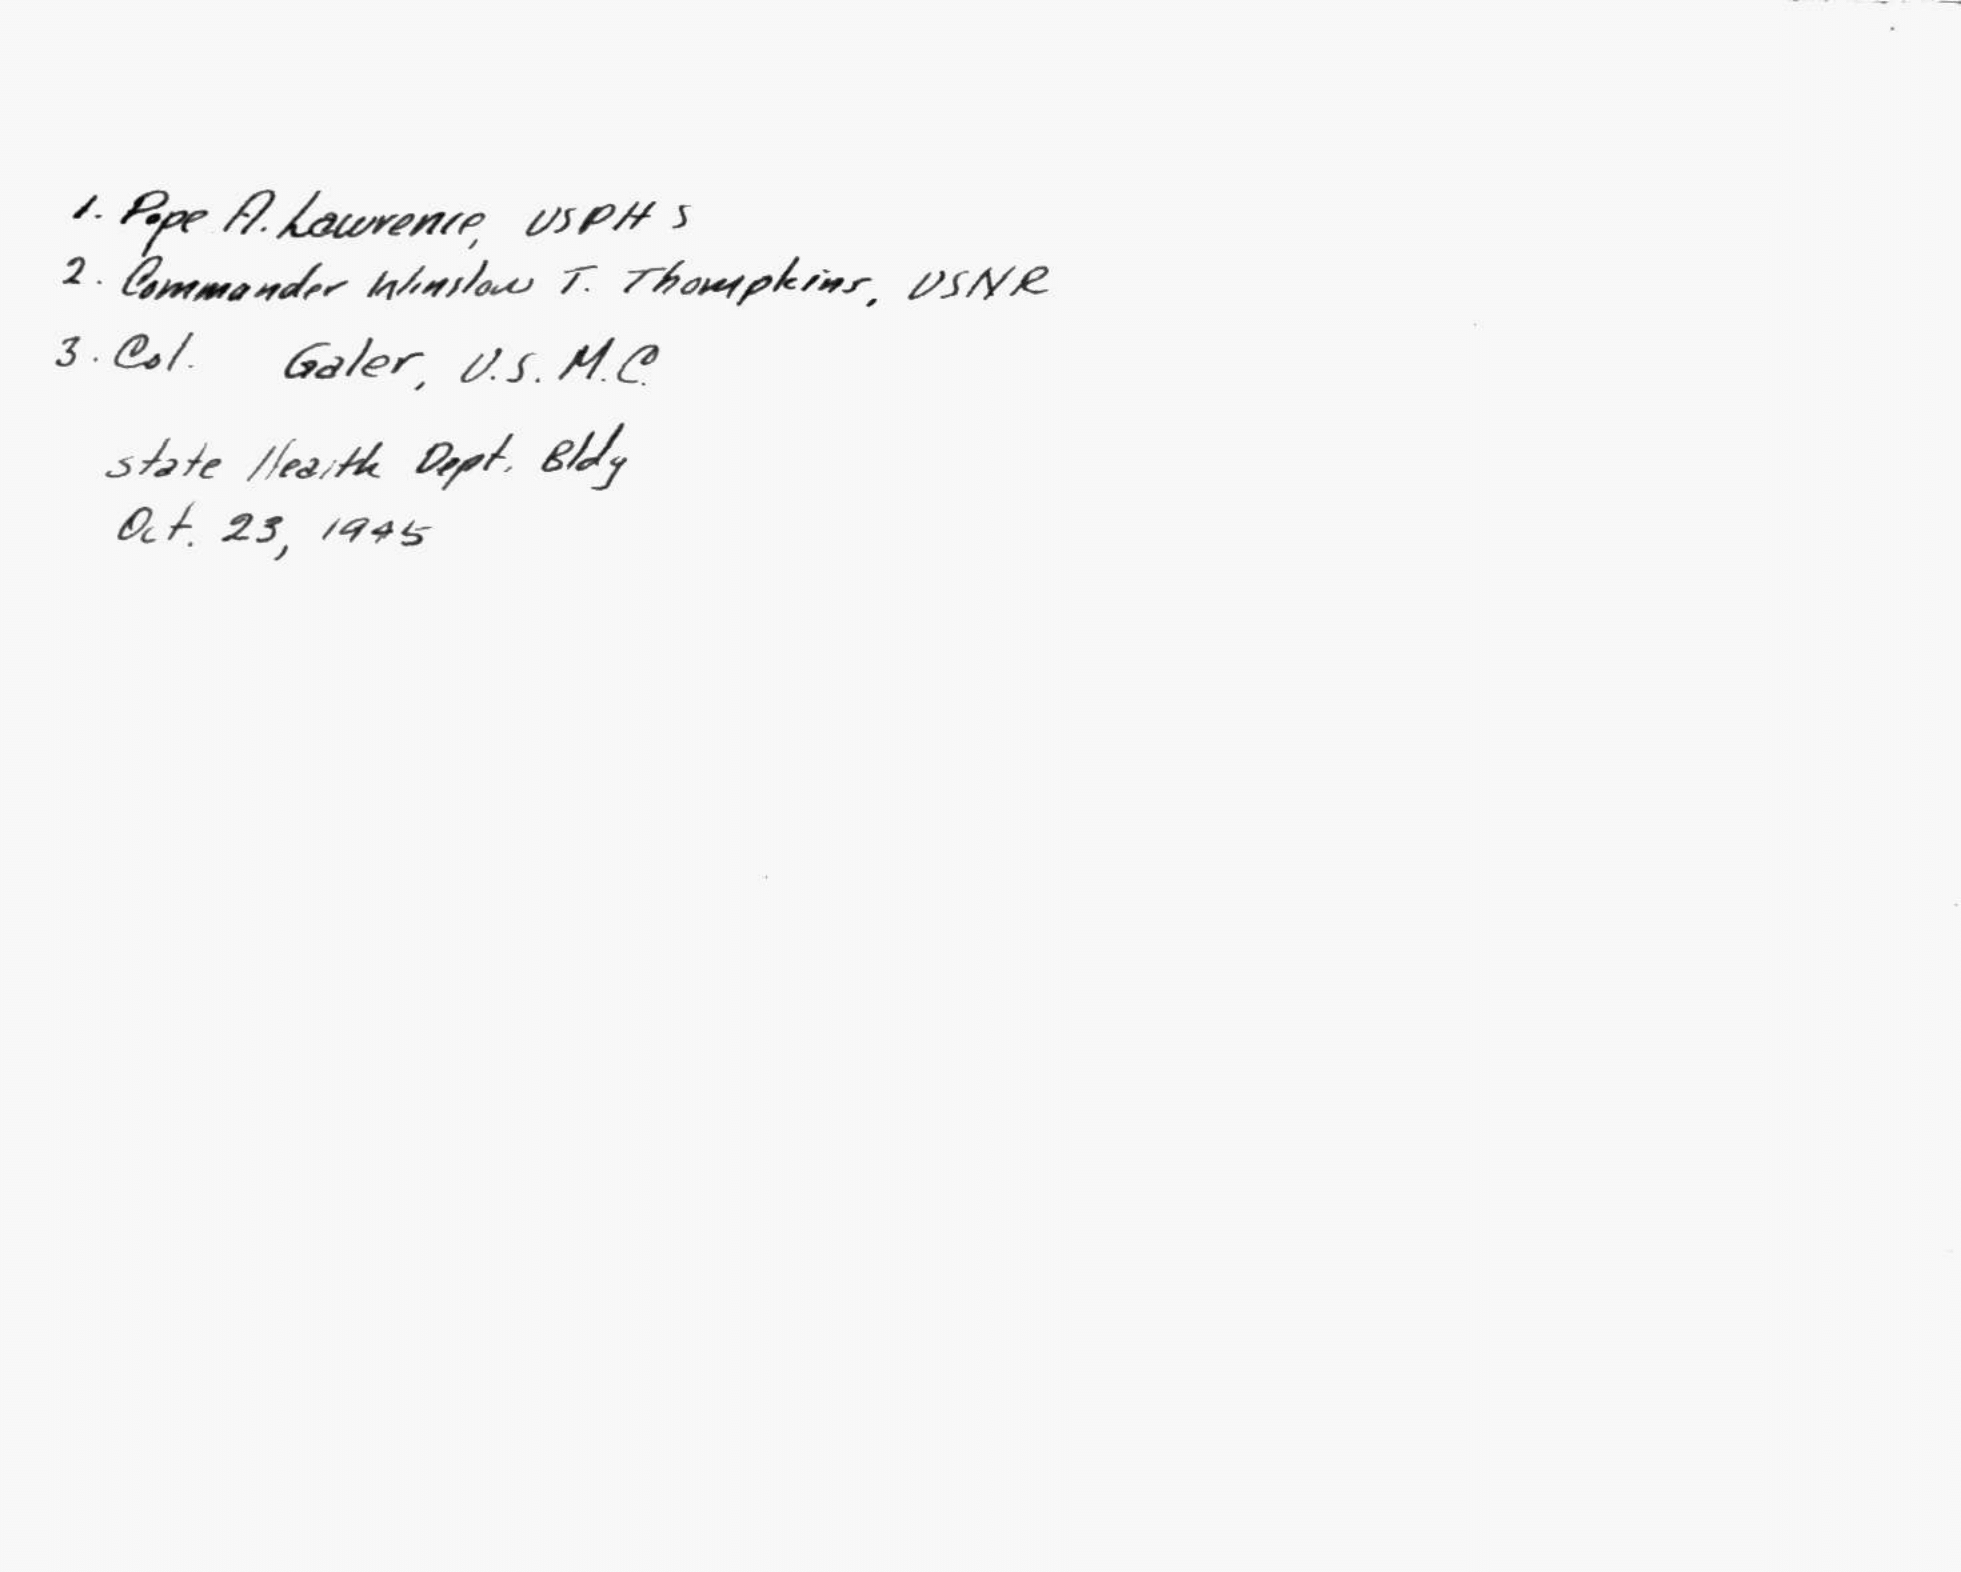 1. Pope A. Lawrence, USPHS
2. Commander Winslow T. Thompkins, USNR
3. Col. Galer, U.S.M.C.
State Health Dept. Bldg
Oct. 23, 1945